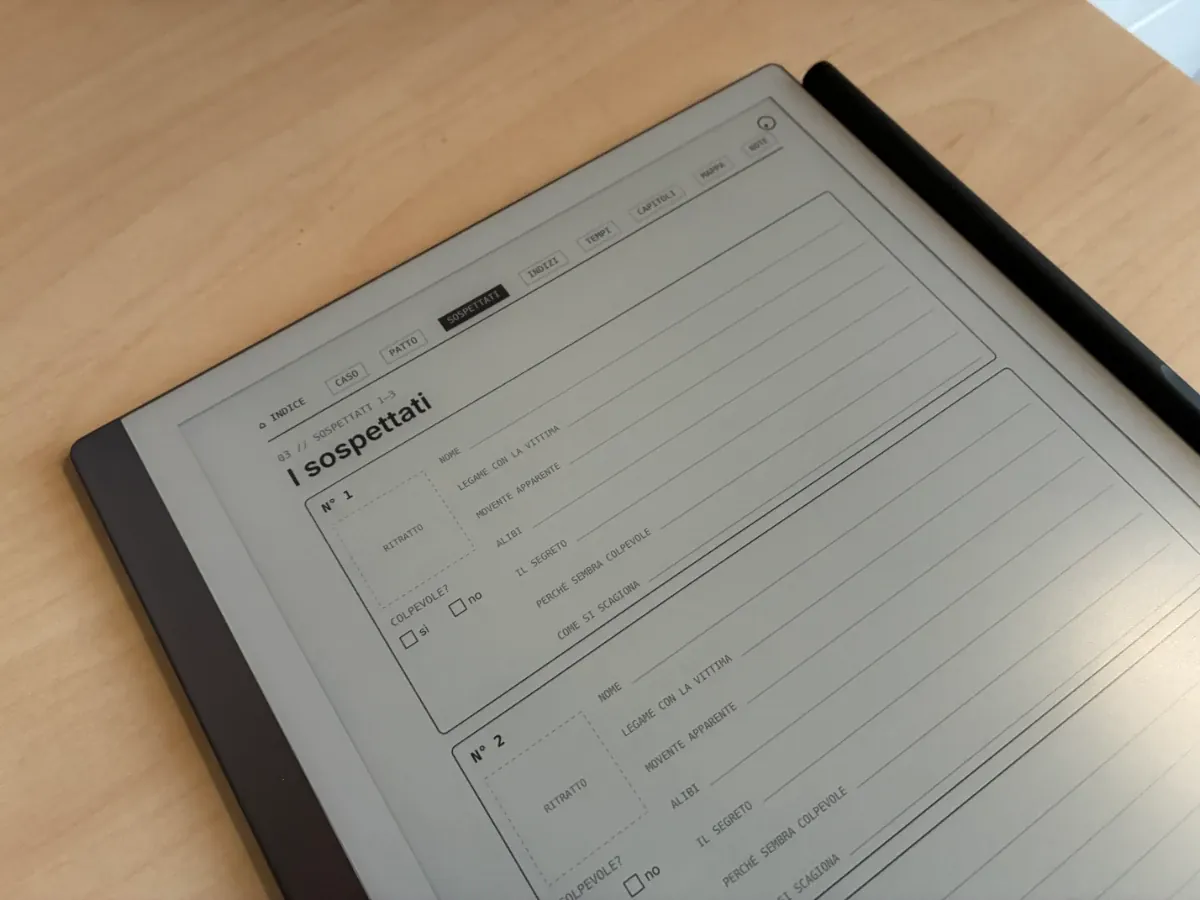 ⌂ INDICE CASO PATTO SOSPETTATI INDIZI TEMPI CAPITOLI MAPPA NOTE
03 // SOSPETTATI 1–3
I sospettati
N° 1
RITRATTO
COLPEVOLE?
sì no
NOME
LEGAME CON LA VITTIMA
MOVENTE APPARENTE
ALIBI
IL SEGRETO
PERCHÉ SEMBRA COLPEVOLE
COME SI SCAGIONA
N° 2
RITRATTO
COLPEVOLE?
no
NOME
LEGAME CON LA VITTIMA
MOVENTE APPARENTE
ALIBI
IL SEGRETO
PERCHÉ SEMBRA COLPEVOLE
SI SCAGIONA